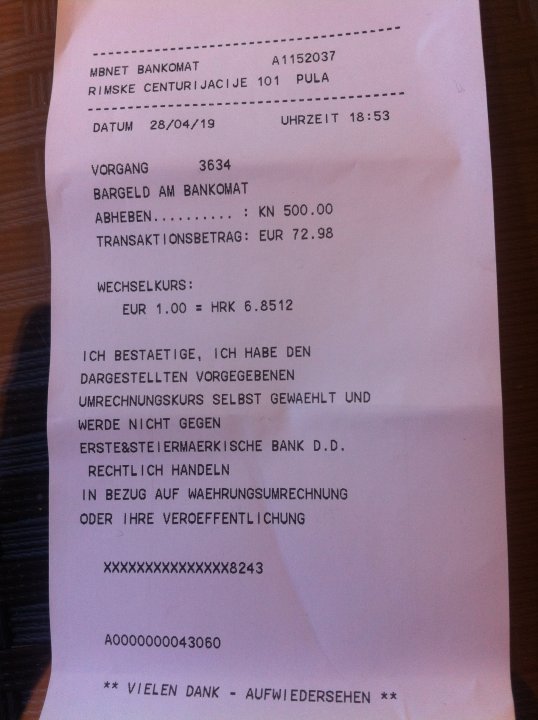 --------------------------------------
MBNET BANKOMAT A1152037
RIMSKE CENTURIJACIJE 101 PULA
--------------------------------------
DATUM 28/04/19 UHRZEIT 18:53
VORGANG 3634
BARGELD AM BANKOMAT
ABHEBEN.......... : KN 500.00
TRANSAKTIONSBETRAG: EUR 72.98
WECHSELKURS:
EUR 1.00 = HRK 6.8512
ICH BESTAETIGE, ICH HABE DEN
DARGESTELLTEN VORGEGEBENEN
UMRECHNUNGSKURS SELBST GEWAEHLT UND
WERDE NICHT GEGEN
ERSTE&STEIERMAERKISCHE BANK D.D.
RECHTLICH HANDELN
IN BEZUG AUF WAEHRUNGSUMRECHNUNG
ODER IHRE VEROEFFENTLICHUNG
XXXXXXXXXXXXXXX8243
A0000000043060
** VIELEN DANK - AUFWIEDERSEHEN **